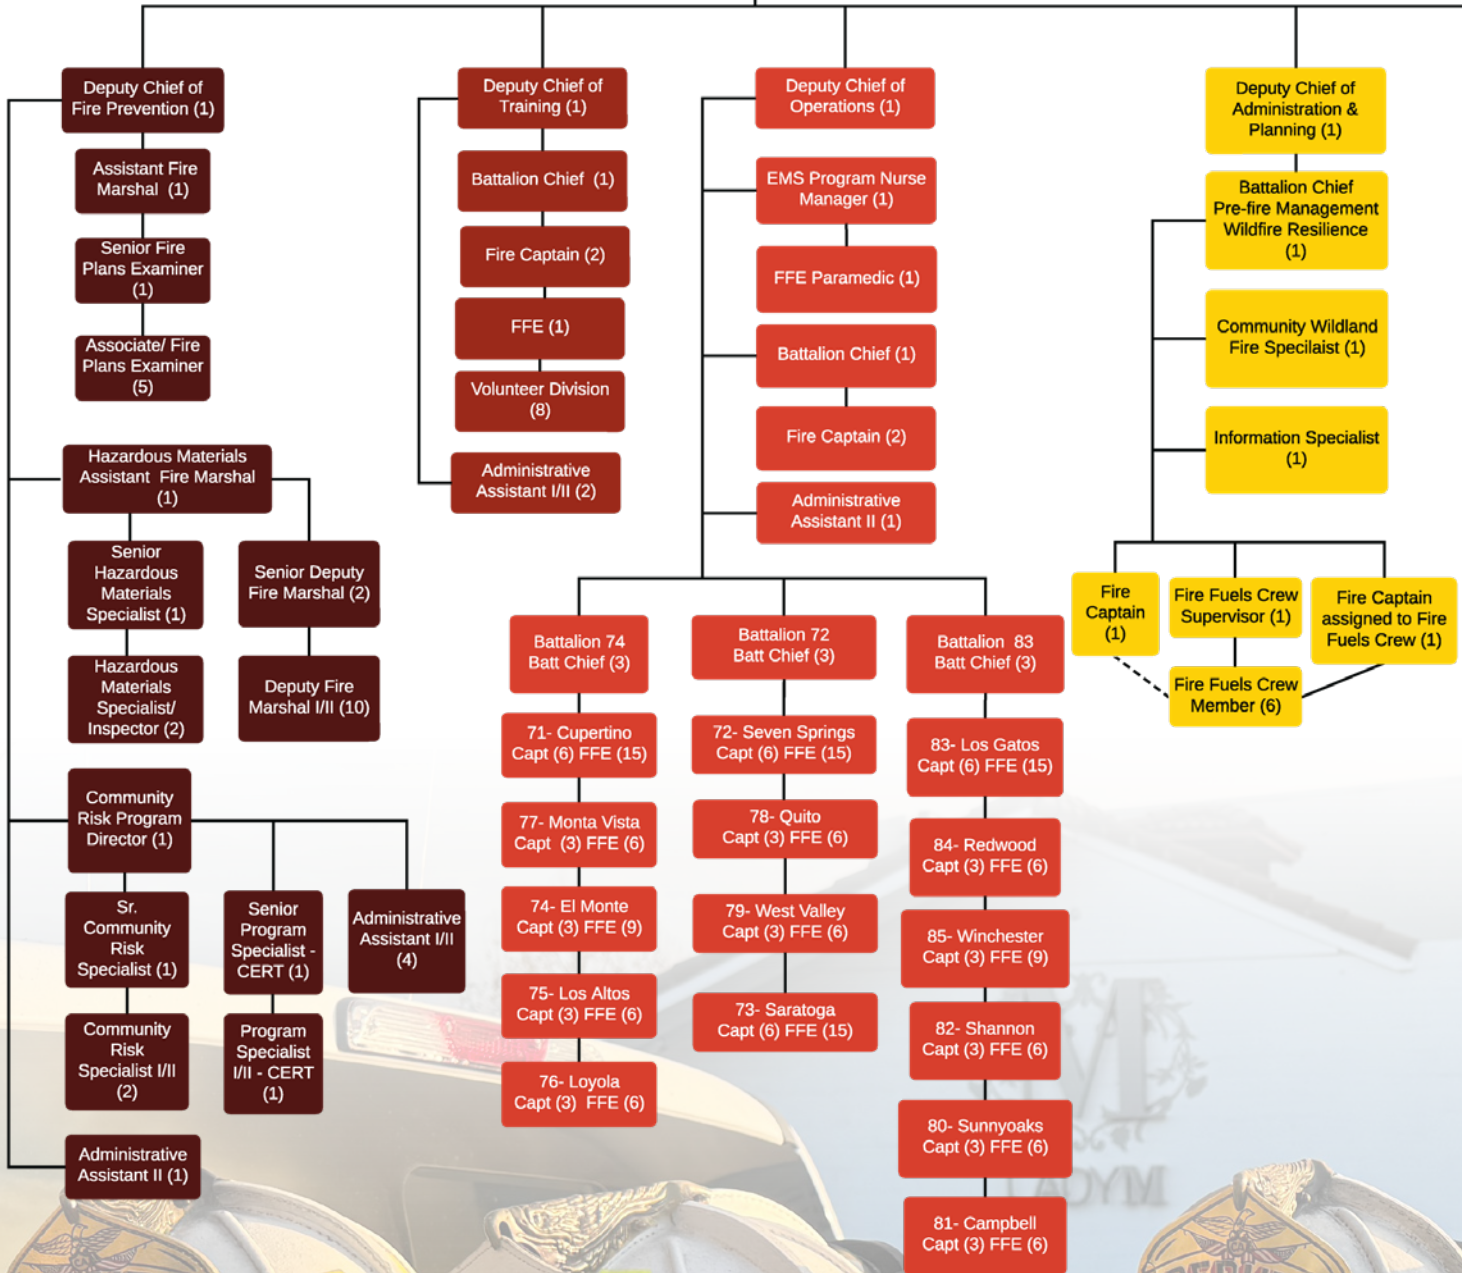 Deputy Chief of
Fire Prevention (1)
Assistant Fire
Marshal (1)
Senior Fire
Plans Examiner
(1)
Associate/ Fire
Plans Examiner
(5)
Hazardous Materials
Assistant Fire Marshal
(1)
Senior
Hazardous
Materials
Specialist (1)
Hazardous
Materials
Specialist/
Inspector (2)
Senior Deputy
Fire Marshal (2)
Deputy Fire
Marshal I/II (10)
Community
Risk Program
Director (1)
Sr.
Community
Risk
Specialist (1)
Community
Risk
Specialist I/II
(2)
Senior
Program
Specialist -
CERT (1)
Program
Specialist
I/II - CERT
(1)
Administrative
Assistant I/II
(4)
Administrative
Assistant II (1)
Deputy Chief of
Training (1)
Battalion Chief (1)
Fire Captain (2)
FFE (1)
Volunteer Division
(8)
Administrative
Assistant I/II (2)
Deputy Chief of
Operations (1)
EMS Program Nurse
Manager (1)
FFE Paramedic (1)
Battalion Chief (1)
Fire Captain (2)
Administrative
Assistant II (1)
Battalion 74
Batt Chief (3)
71- Cupertino
Capt (6) FFE (15)
77- Monta Vista
Capt (3) FFE (6)
74- El Monte
Capt (3) FFE (9)
75- Los Altos
Capt (3) FFE (6)
76- Loyola
Capt (3) FFE (6)
Battalion 72
Batt Chief (3)
72- Seven Springs
Capt (6) FFE (15)
78- Quito
Capt (3) FFE (6)
79- West Valley
Capt (3) FFE (6)
73- Saratoga
Capt (6) FFE (15)
Battalion 83
Batt Chief (3)
83- Los Gatos
Capt (6) FFE (15)
84- Redwood
Capt (3) FFE (6)
85- Winchester
Capt (3) FFE (9)
82- Shannon
Capt (3) FFE (6)
80- Sunnyoaks
Capt (3) FFE (6)
81- Campbell
Capt (3) FFE (6)
Deputy Chief of
Administration &
Planning (1)
Battalion Chief
Pre-fire Management
Wildfire Resilience
(1)
Community Wildland
Fire Specilaist (1)
Information Specialist
(1)
Fire
Captain
(1)
Fire Fuels Crew
Supervisor (1)
Fire Captain
assigned to Fire
Fuels Crew (1)
Fire Fuels Crew
Member (6)